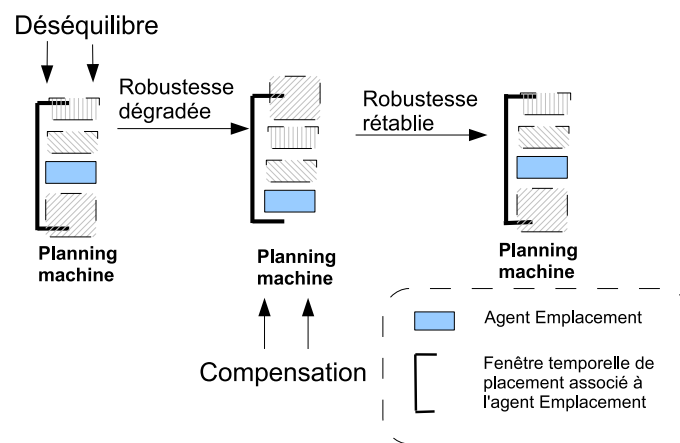 Déséquilibre
Robustesse
dégradée
Robustesse
rétablie
Planning
machine
Planning
machine
Planning
machine
Compensation
Agent Emplacement
Fenêtre temporelle de
placement associé à
l'agent Emplacement